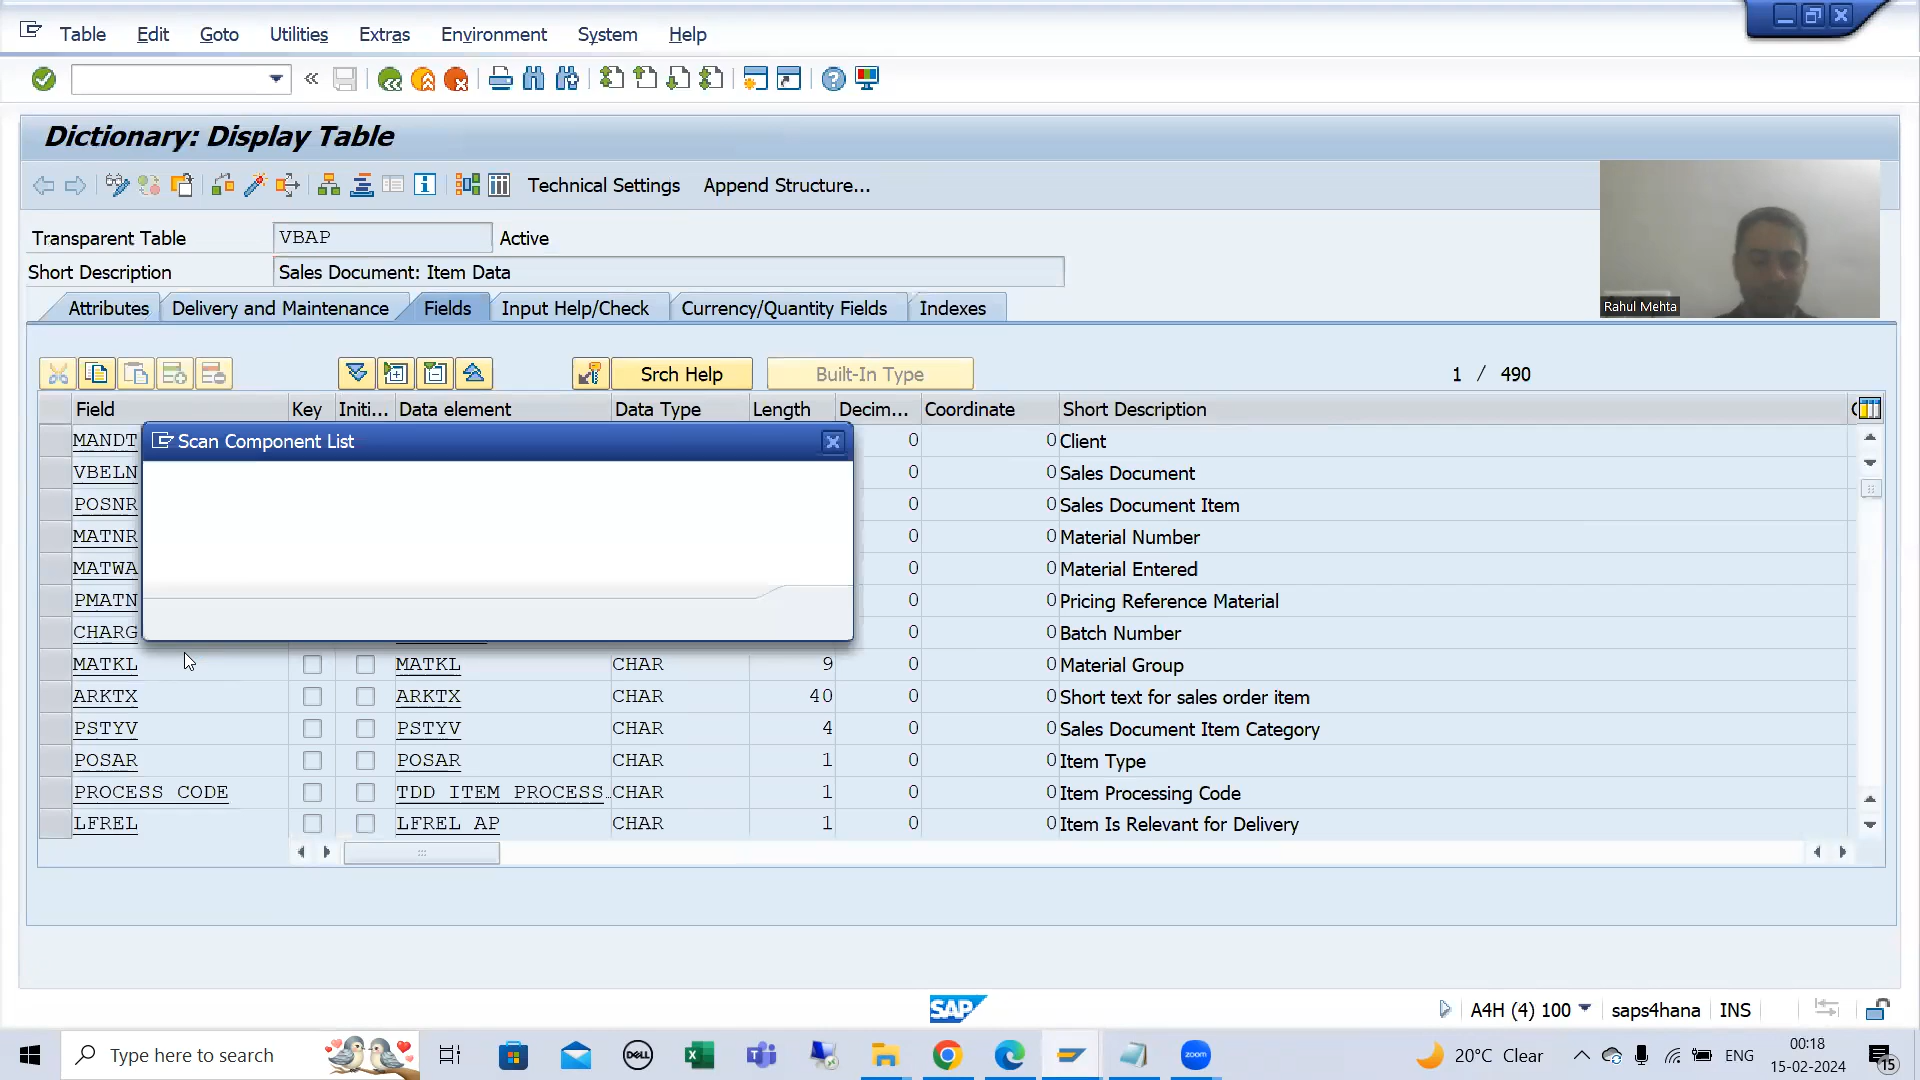 Table Edit Goto Utilities Extras Environment System Help
Dictionary: Display Table
Technical Settings Append Structure...
Transparent Table VBAP Active
Short Description Sales Document: Item Data
Attributes Delivery and Maintenance Fields Input Help/Check Currency/Quantity Fields Indexes
Rahul Mehta
Srch Help Built-In Type 1 / 490
Field Key Initi... Data element Data Type Length Decim... Coordinate Short Description
MANDT 0 0 Client
Scan Component List
VBELN 0 0 Sales Document
POSNR 0 0 Sales Document Item
MATNR 0 0 Material Number
MATWA 0 0 Material Entered
PMATN 0 0 Pricing Reference Material
CHARG 0 0 Batch Number
MATKL MATKL CHAR 9 0 0 Material Group
ARKTX ARKTX CHAR 40 0 0 Short text for sales order item
PSTYV PSTYV CHAR 4 0 0 Sales Document Item Category
POSAR POSAR CHAR 1 0 0 Item Type
PROCESS CODE TDD ITEM PROCESS CHAR 1 0 0 Item Processing Code
LFREL LFREL AP CHAR 1 0 0 Item Is Relevant for Delivery
SAP A4H (4) 100 saps4hana INS
Type here to search DELL zoom 20°C Clear ENG 00:18
15-02-2024 15